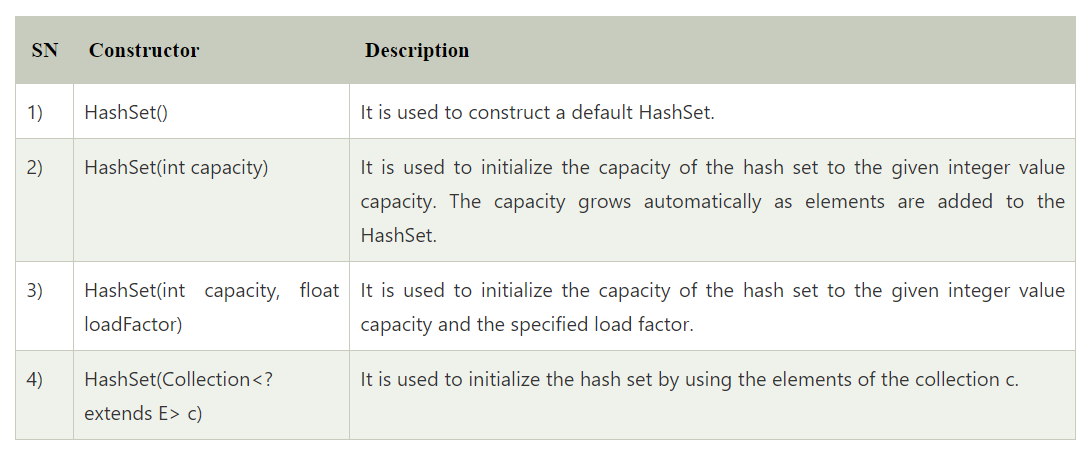 SN Constructor Description
1) HashSet() It is used to construct a default HashSet.
2) HashSet(int capacity) It is used to initialize the capacity of the hash set to the given integer value
capacity. The capacity grows automatically as elements are added to the
HashSet.
3) HashSet(int capacity, float It is used to initialize the capacity of the hash set to the given integer value
loadFactor) capacity and the specified load factor.
4) HashSet(Collection<? It is used to initialize the hash set by using the elements of the collection c.
extends E> c)